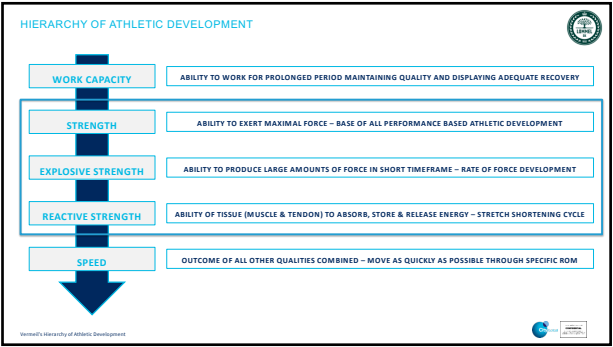 HIERARCHY OF ATHLETIC DEVELOPMENT
LOMMEL
WORK CAPACITY
ABILITY TO WORK FOR PROLONGED PERIOD MAINTAINING QUALITY AND DISPLAYING ADEQUATE RECOVERY
STRENGTH
ABILITY TO EXERT MAXIMAL FORCE – BASE OF ALL PERFORMANCE BASED ATHLETIC DEVELOPMENT
EXPLOSIVE STRENGTH
ABILITY TO PRODUCE LARGE AMOUNTS OF FORCE IN SHORT TIMEFRAME – RATE OF FORCE DEVELOPMENT
REACTIVE STRENGTH
ABILITY OF TISSUE (MUSCLE & TENDON) TO ABSORB, STORE & RELEASE ENERGY – STRETCH SHORTENING CYCLE
SPEED
OUTCOME OF ALL OTHER QUALITIES COMBINED – MOVE AS QUICKLY AS POSSIBLE THROUGH SPECIFIC ROM
Vermeil's Hierarchy of Athletic Development